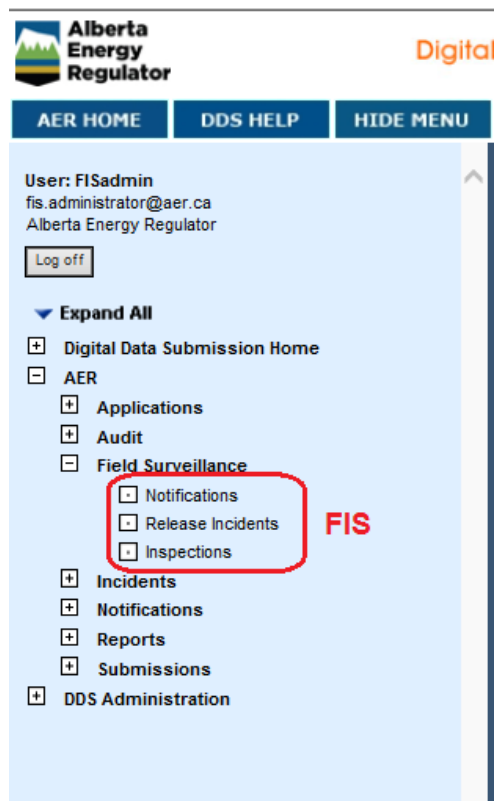 Alberta
Energy
Regulator
Digital
AER HOME DDS HELP HIDE MENU
User: FISadmin
fis.administrator@aer.ca
Alberta Energy Regulator
Log off
Expand All
Digital Data Submission Home
AER
Applications
Audit
Field Surveillance
Notifications
Release Incidents
Inspections
FIS
Incidents
Notifications
Reports
Submissions
DDS Administration